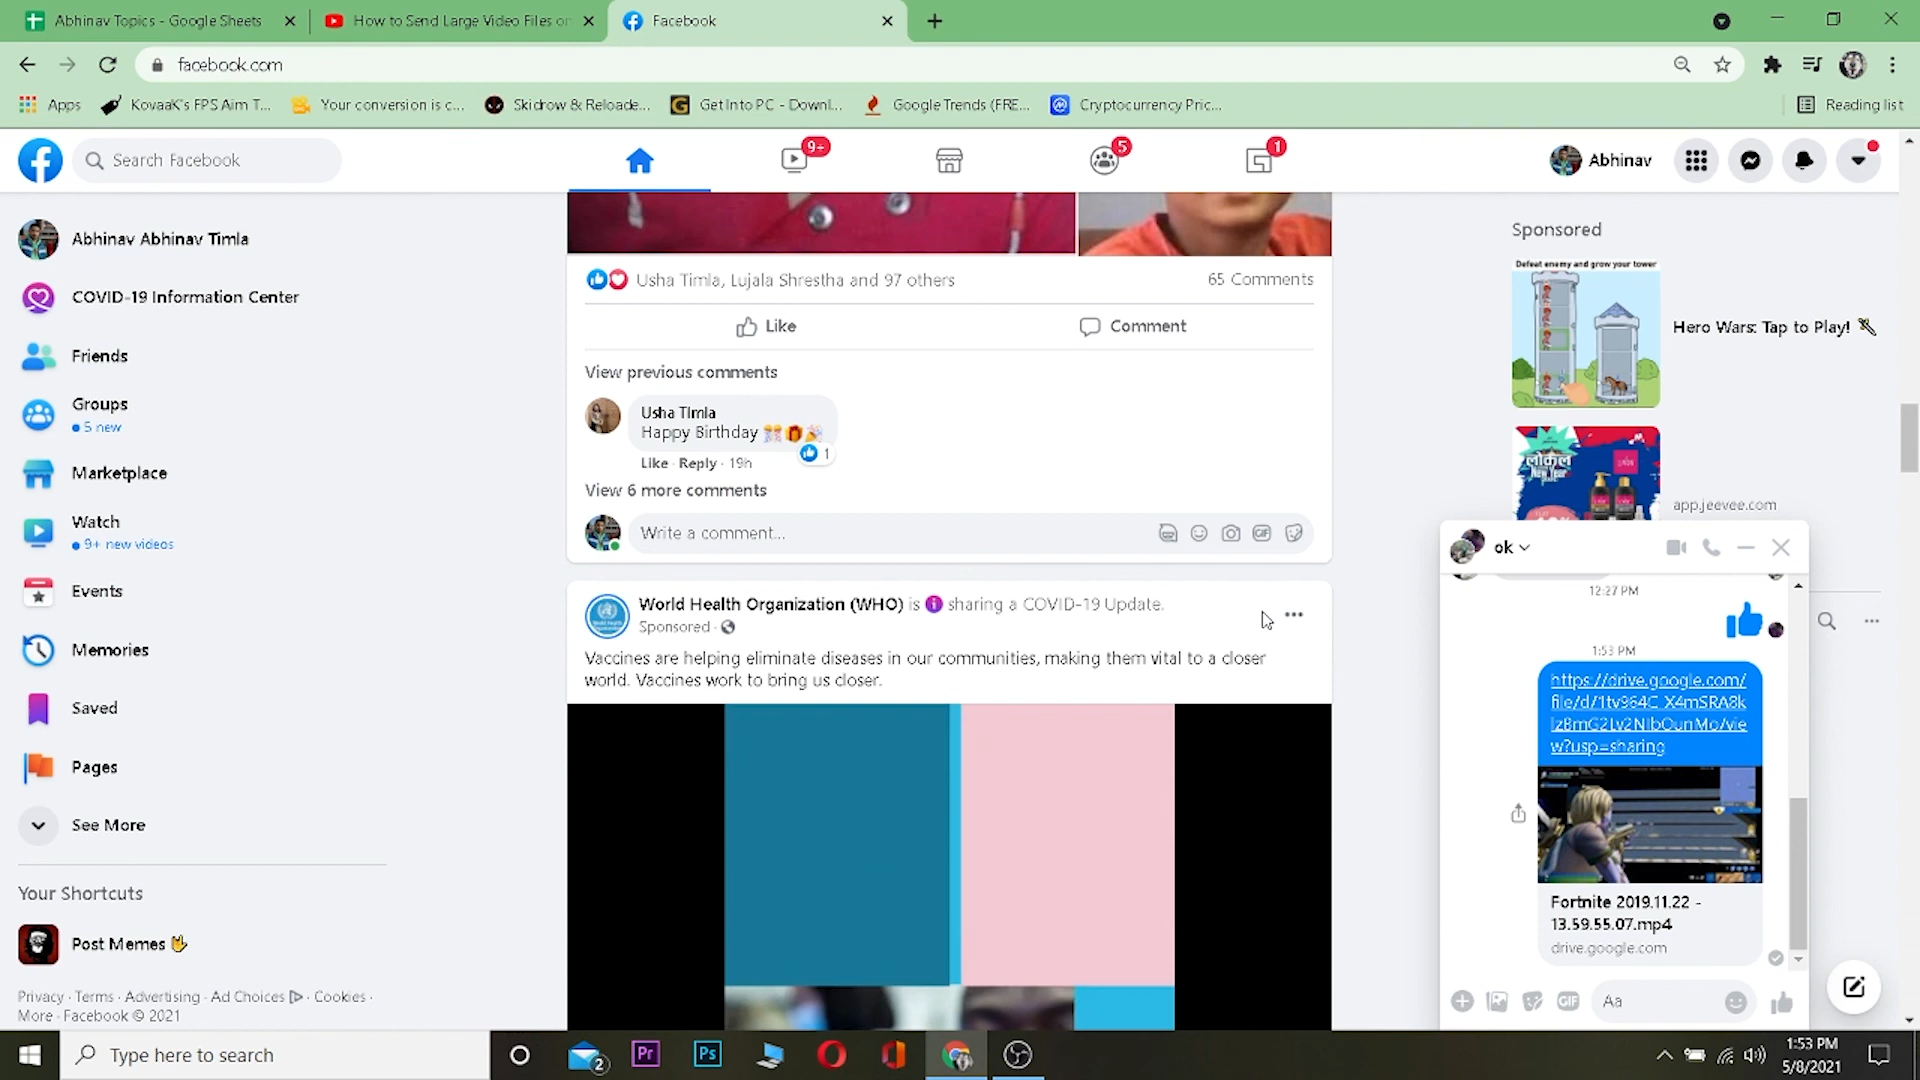 Abhinav Topics - Google Sheets
How to Send Large Video Files on
Facebook
facebook.com
Apps
KovaaK's FPS Aim T...
Your conversion is c...
Skidrow & Reloade...
Get Into PC - Downl...
Google Trends (FRE...
Cryptocurrency Pric...
Reading list
Search Facebook
9+
5
1
Abhinav
Abhinav Abhinav Timla
COVID-19 Information Center
Friends
Groups
5 new
Marketplace
Watch
9+ new videos
Events
Memories
Saved
Pages
See More
Your Shortcuts
Post Memes
Privacy · Terms · Advertising · Ad Choices · Cookies ·
More · Facebook © 2021
Usha Timla, Lujala Shrestha and 97 others
65 Comments
Like
Comment
View previous comments
Usha Timla
Happy Birthday
1
Like · Reply · 19h
View 6 more comments
Write a comment...
GIF
World Health Organization (WHO) is sharing a COVID-19 Update.
Sponsored ·
Vaccines are helping eliminate diseases in our communities, making them vital to a closer
world. Vaccines work to bring us closer.
Sponsored
Defeat enemy and grow your tower
Hero Wars: Tap to Play!
लोकल
New Year
app.jeevee.com
ok
12:27 PM
1:53 PM
https://drive.google.com/
file/d/1tv964C_X4mSRA8k
IzBmG2Lv2NIbOunMo/vie
w?usp=sharing
Fortnite 2019.11.22 -
13.59.55.07.mp4
drive.google.com
GIF
Aa
Type here to search
2
Pr
Ps
1:53 PM
5/8/2021